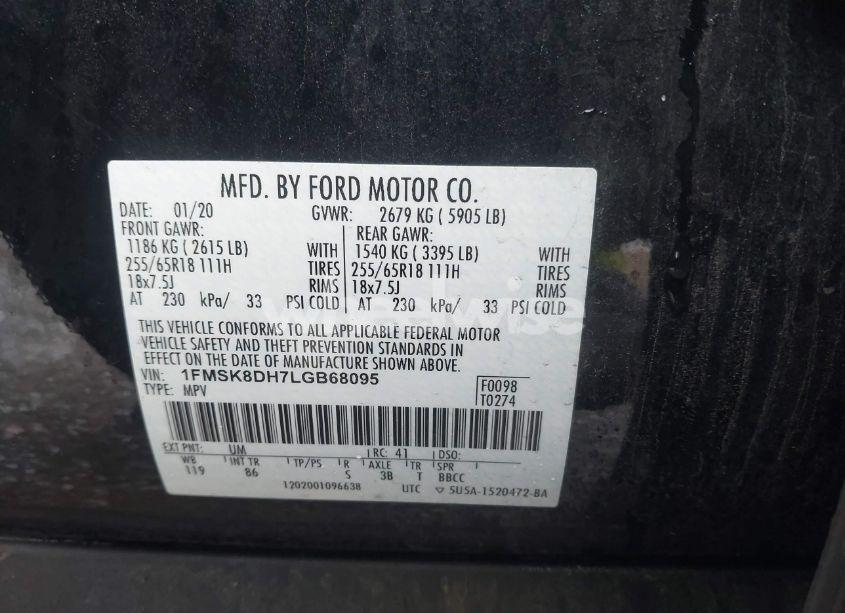 MFD. BY FORD MOTOR CO.
DATE: 01/20 GVWR: 2679 KG ( 5905 LB)
FRONT GAWR: REAR GAWR:
1186 KG ( 2615 LB) WITH 1540 KG ( 3395 LB) WITH
255/65R18 111H TIRES 255/65R18 111H TIRES
18x7.5J RIMS 18x7.5J RIMS
AT 230 kPa/ 33 PSI COLD AT 230 kPa/ 33 PSI COLD
THIS VEHICLE CONFORMS TO ALL APPLICABLE FEDERAL MOTOR
VEHICLE SAFETY AND THEFT PREVENTION STANDARDS IN
EFFECT ON THE DATE OF MANUFACTURE SHOWN ABOVE.
VIN: 1FMSK8DH7LGB68095 F0098
TYPE: MPV T0274
EXT PNT: UM RC: 41 DSO:
WB INT TR TP/PS R AXLE TR SPR
119 86 S 3B T BBCC
1202001096638 UTC ▽ 5U5A-1520472-BA